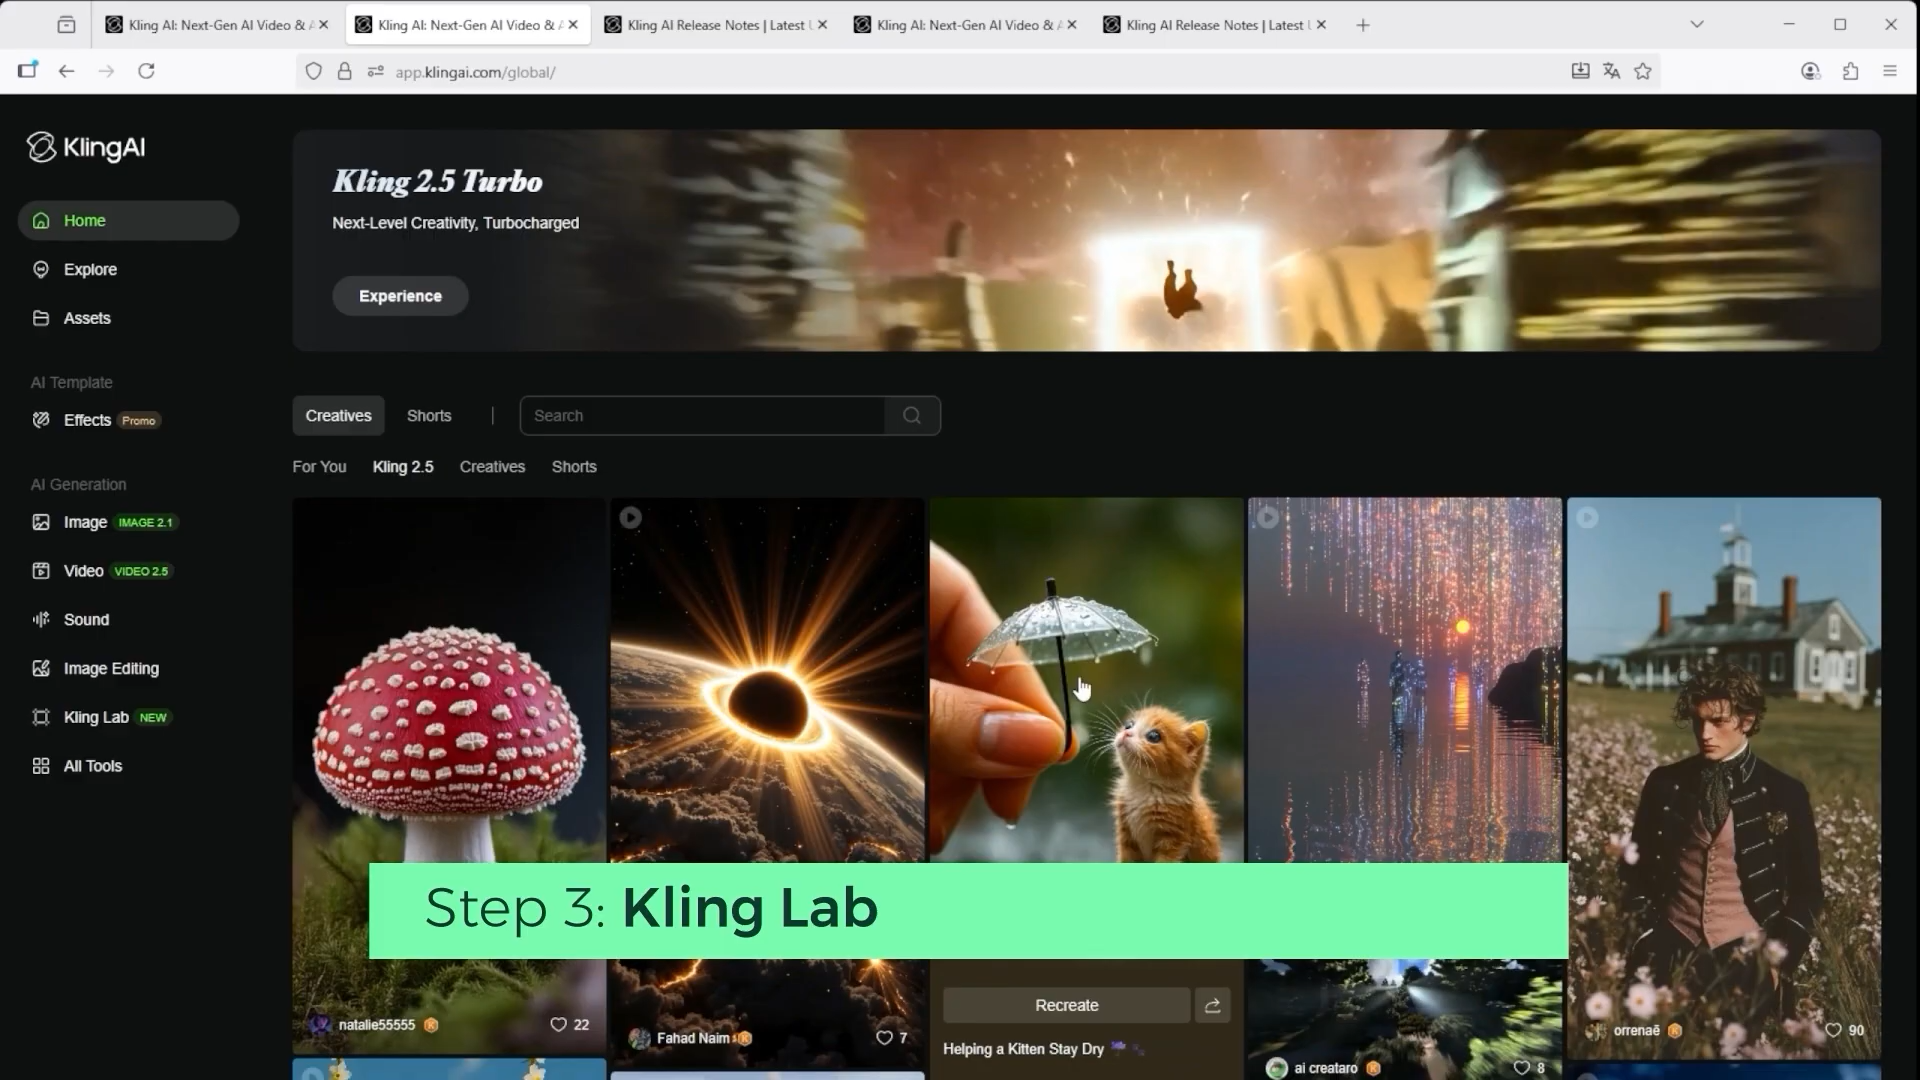 Kling AI: Next-Gen AI Video & A
Kling AI: Next-Gen AI Video & A
Kling AI Release Notes | Latest U
Kling AI: Next-Gen AI Video & A
Kling AI Release Notes | Latest U
app.klingai.com/global/
KlingAI
Home
Explore
Assets
AI Template
Effects Promo
AI Generation
Image IMAGE 2.1
Video VIDEO 2.5
Sound
Image Editing
Kling Lab NEW
All Tools
Kling 2.5 Turbo
Next-Level Creativity, Turbocharged
Experience
Creatives Shorts | Search
For You Kling 2.5 Creatives Shorts
Step 3: Kling Lab
natalie55555 22
Fahad Naim 7
Recreate
Helping a Kitten Stay Dry
ai creataro 8
orrenaē 90